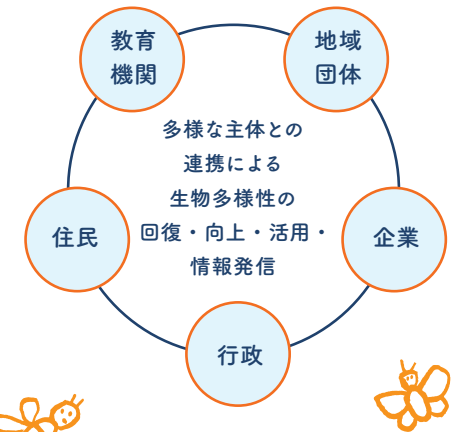 教育
機関
地域
団体
多様な主体との
連携による
生物多様性の
回復・向上・活用・
情報発信
住民
企業
行政